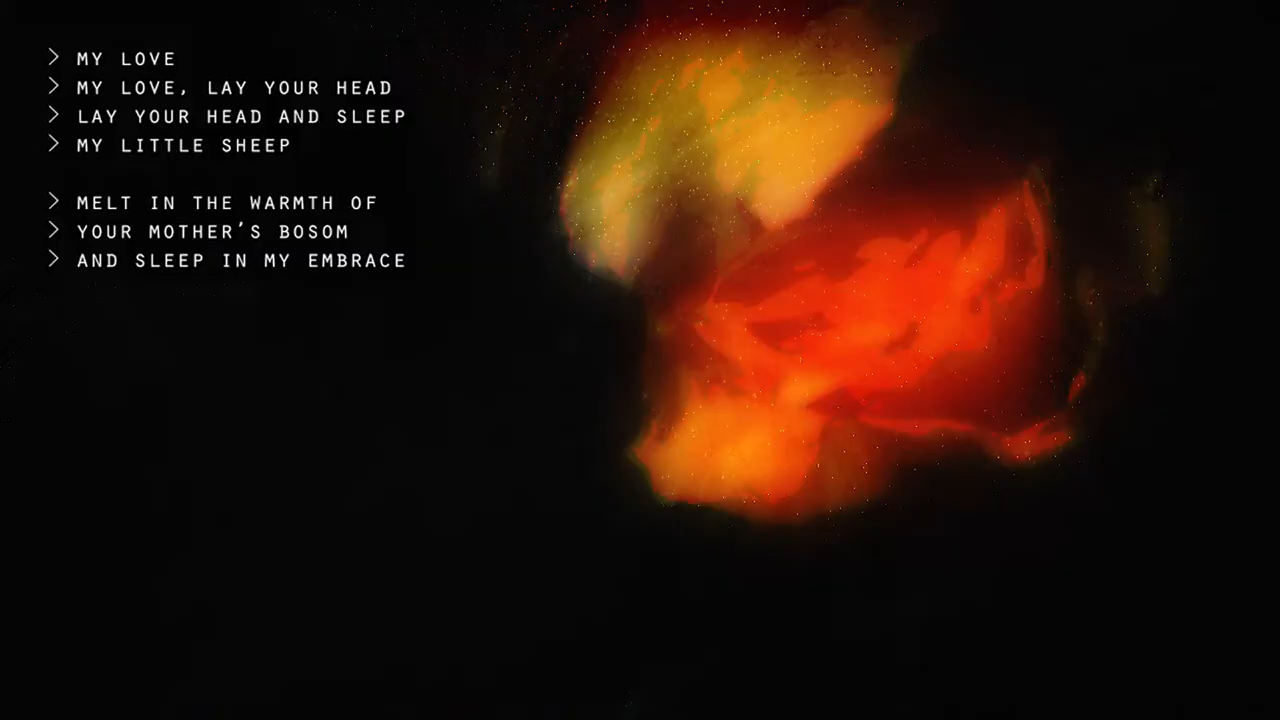 > MY LOVE
> MY LOVE, LAY YOUR HEAD
> LAY YOUR HEAD AND SLEEP
> MY LITTLE SHEEP
> MELT IN THE WARMTH OF
> YOUR MOTHER'S BOSOM
> AND SLEEP IN MY EMBRACE